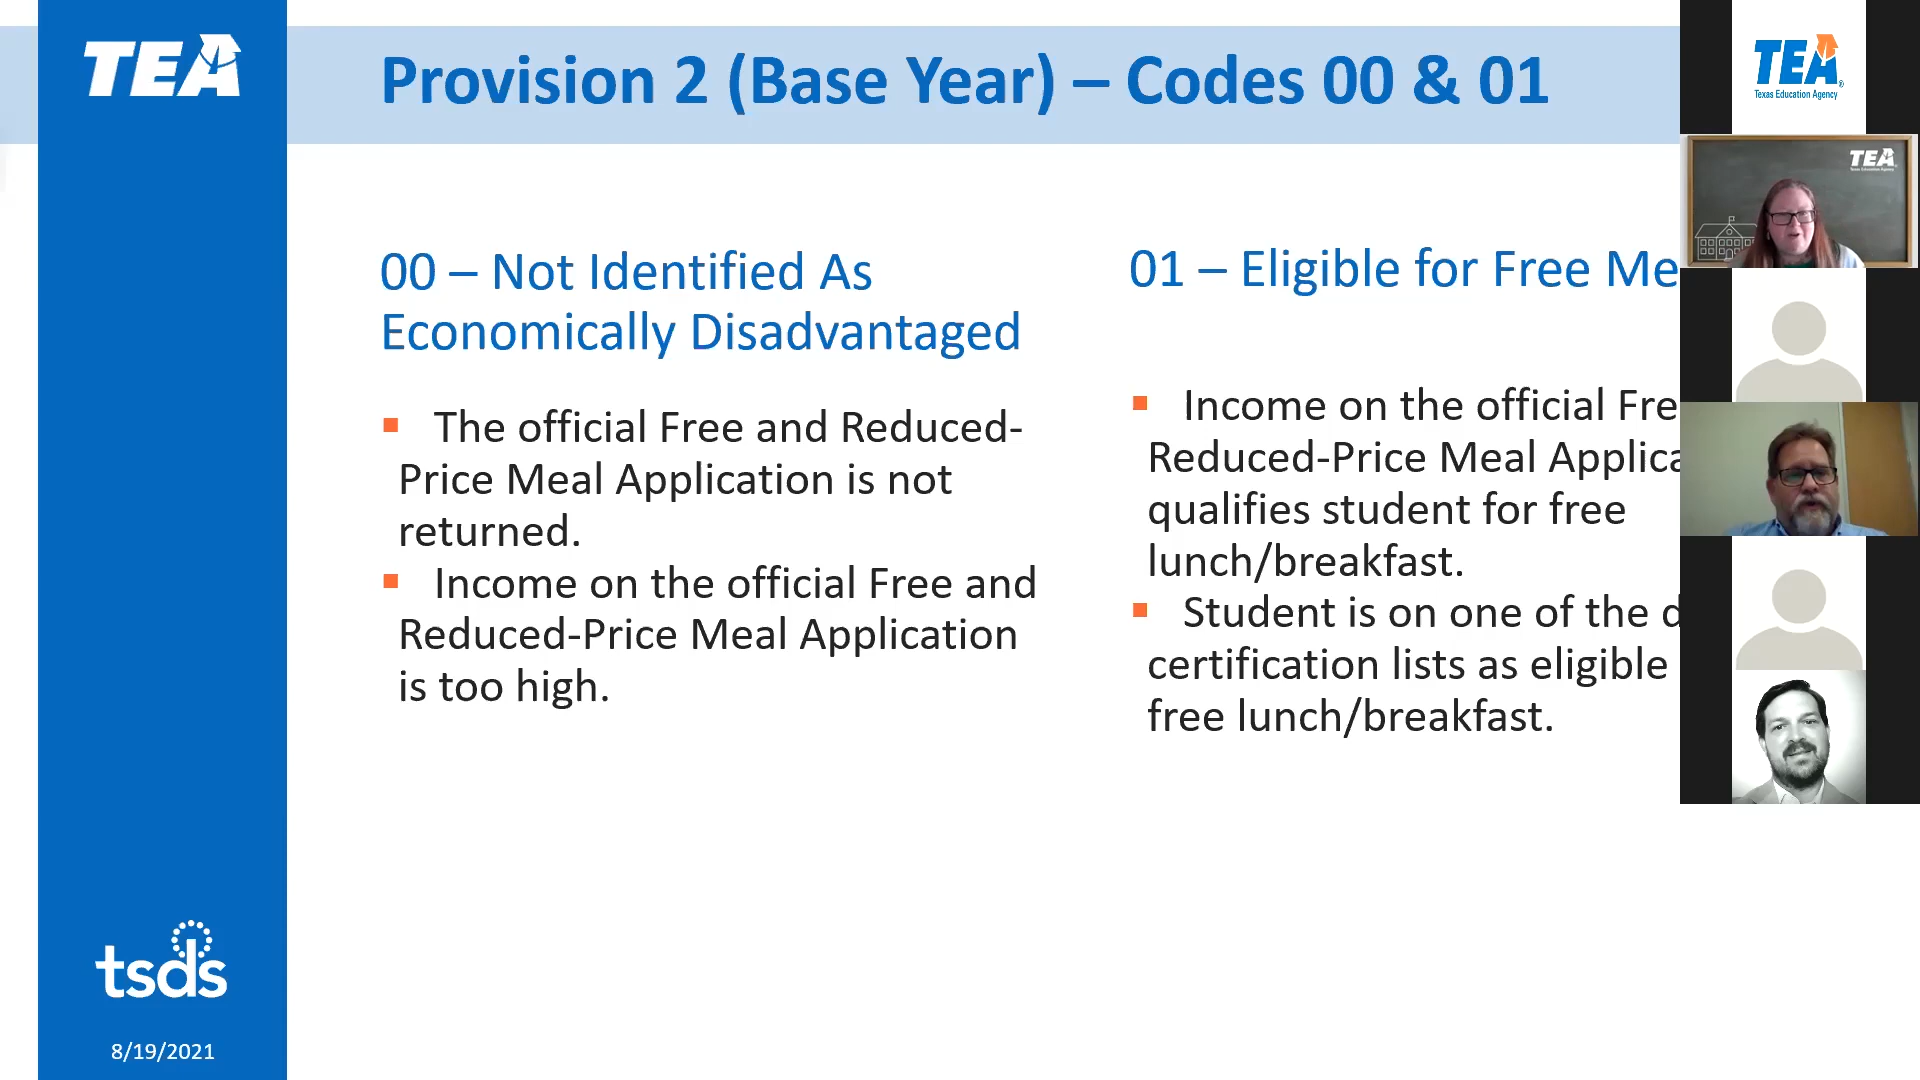 TEA
Provision 2 (Base Year) – Codes 00 & 01
00 – Not Identified As
Economically Disadvantaged
▪ The official Free and Reduced-
Price Meal Application is not
returned.
▪ Income on the official Free and
Reduced-Price Meal Application
is too high.
01 – Eligible for Free Me
▪ Income on the official Fre
Reduced-Price Meal Applica
qualifies student for free
lunch/breakfast.
▪ Student is on one of the d
certification lists as eligible
free lunch/breakfast.
tsds
8/19/2021
TEA®
Texas Education Agency
TEA
Texas Education Agency